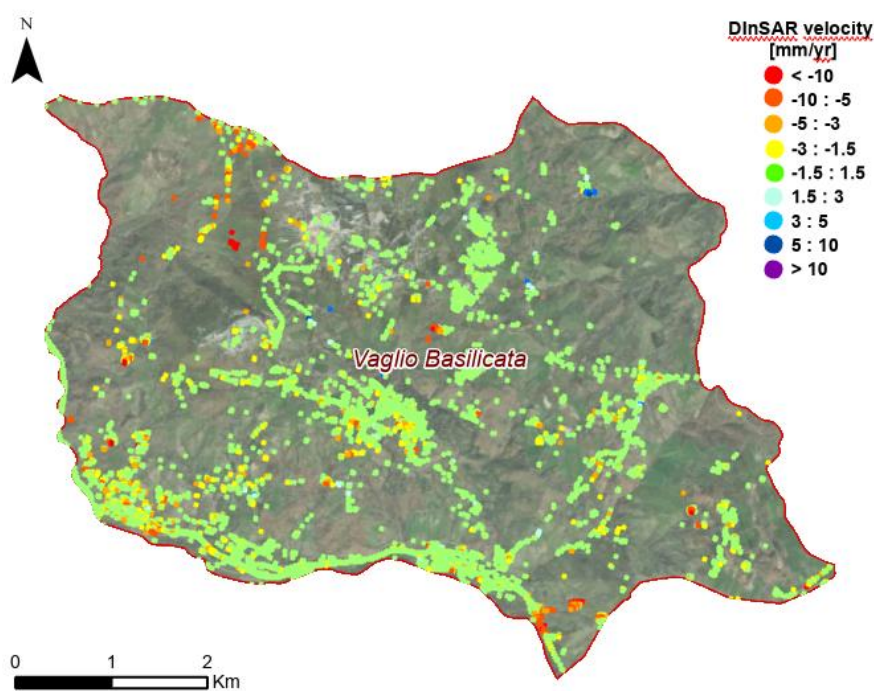 N
DInSAR velocity
[mm/yr]
< -10
-10 : -5
-5 : -3
-3 : -1.5
-1.5 : 1.5
1.5 : 3
3 : 5
5 : 10
> 10
Vaglio Basilicata
0 1 2
Km